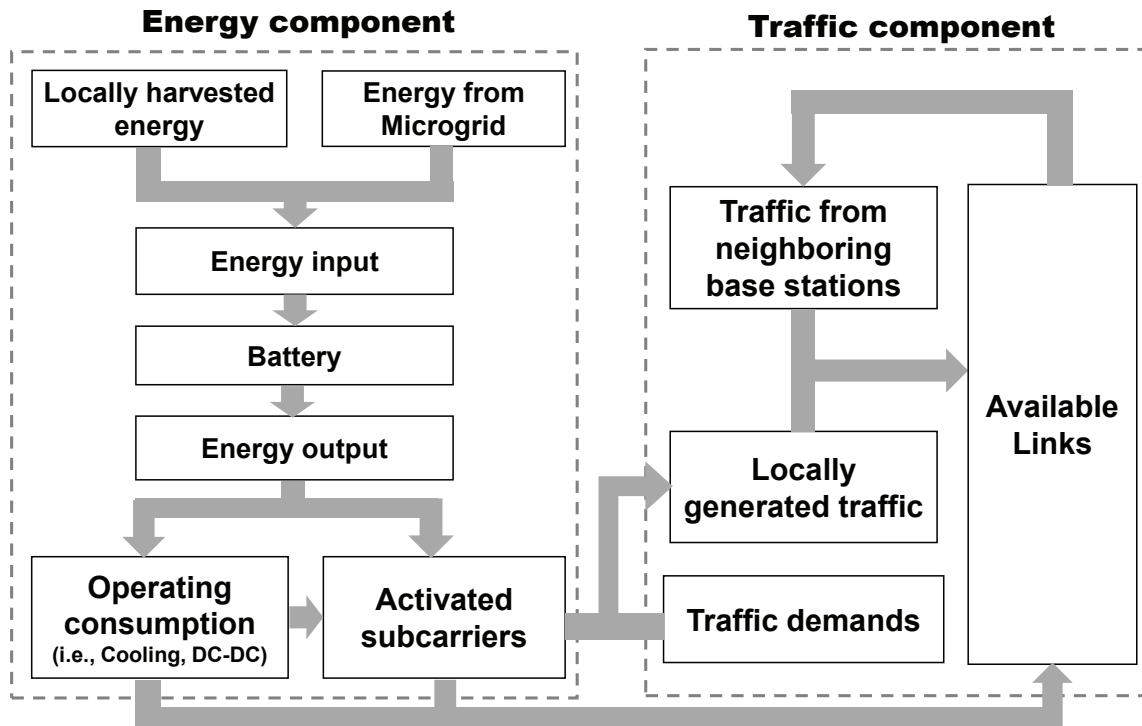 Energy component
Locally harvested
energy
Energy from
Microgrid
Energy input
Battery
Energy output
Operating
consumption
(i.e., Cooling, DC-DC)
Activated
subcarriers
Traffic component
Traffic from
neighboring
base stations
Locally
generated traffic
Traffic demands
Available
Links